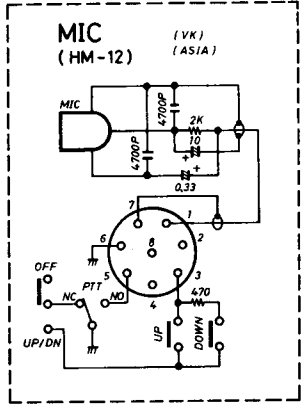 MIC (VK)
(HM-12) (ASIA)
MIC
4700P
4700P
2K
10
+
+
0,33
7
1
6
8
2
5
3
4
OFF
PTT
NC
NO
470
UP/DN
UP
DOWN